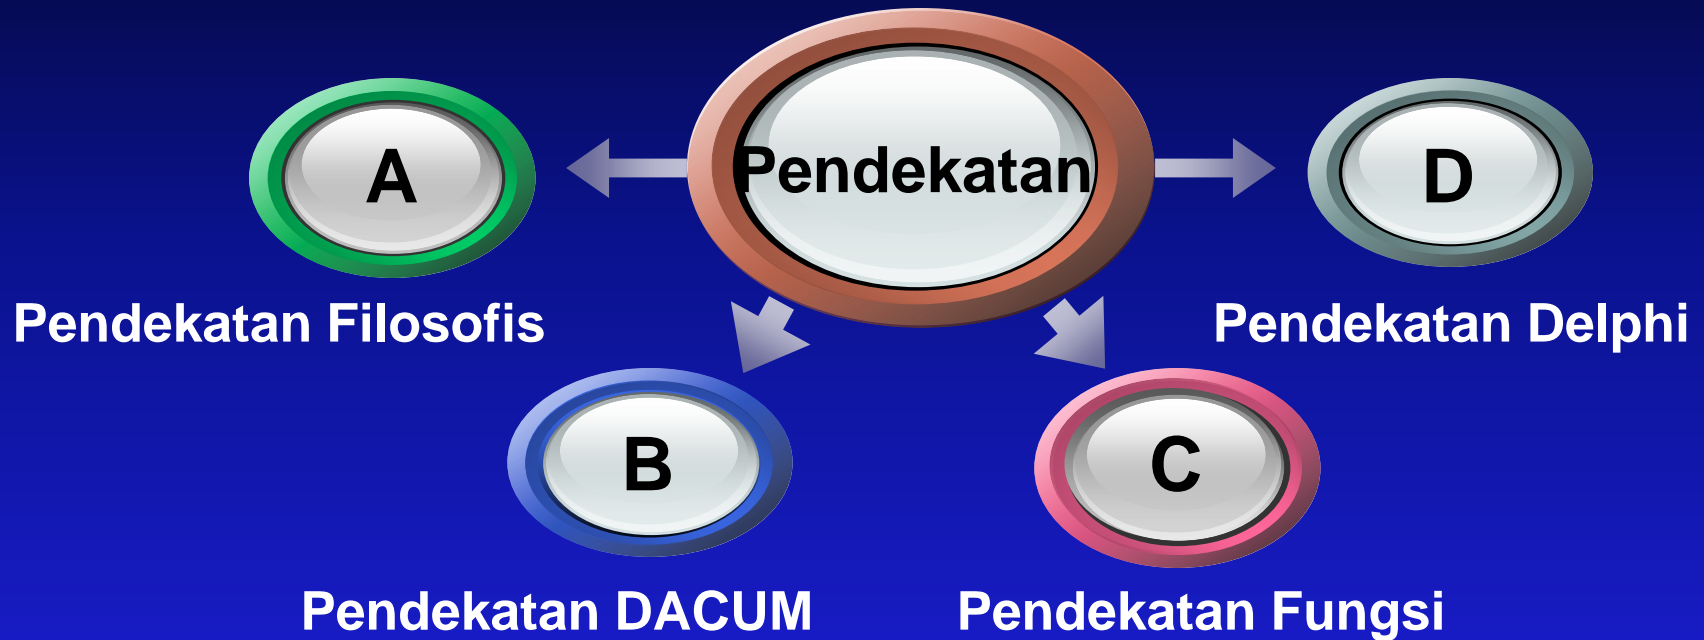 Pendekatan
A
Pendekatan Filosofis
B
Pendekatan DACUM
C
Pendekatan Fungsi
D
Pendekatan Delphi